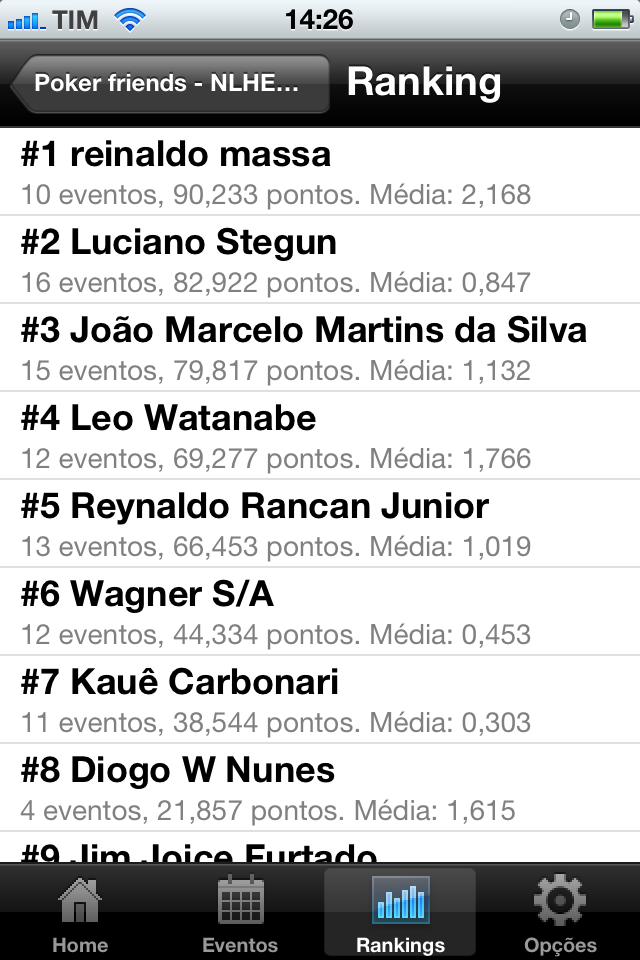 TIM 14:26
Poker friends - NLHE... Ranking
#1 reinaldo massa
10 eventos, 90,233 pontos. Média: 2,168
#2 Luciano Stegun
16 eventos, 82,922 pontos. Média: 0,847
#3 João Marcelo Martins da Silva
15 eventos, 79,817 pontos. Média: 1,132
#4 Leo Watanabe
12 eventos, 69,277 pontos. Média: 1,766
#5 Reynaldo Rancan Junior
13 eventos, 66,453 pontos. Média: 1,019
#6 Wagner S/A
12 eventos, 44,334 pontos. Média: 0,453
#7 Kauê Carbonari
11 eventos, 38,544 pontos. Média: 0,303
#8 Diogo W Nunes
4 eventos, 21,857 pontos. Média: 1,615
#9 Jim Joice Furtado
Home Eventos Rankings Opções